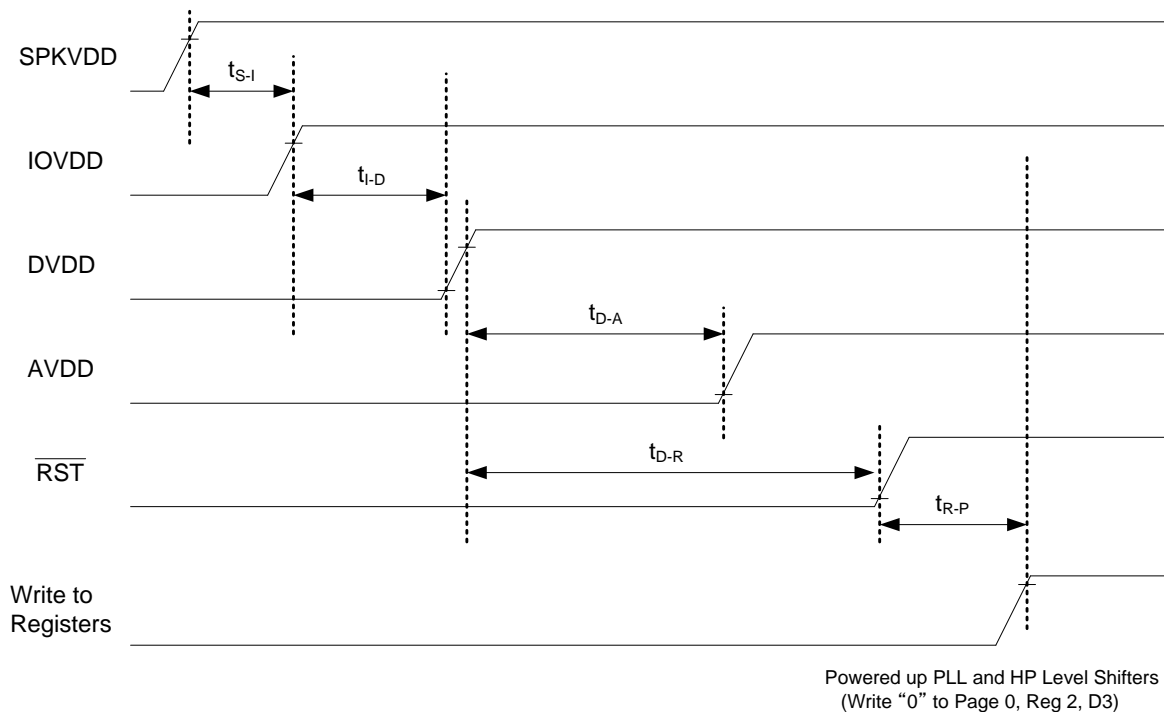 SPKVDD
tS-I
IOVDD
tI-D
DVDD
tD-A
AVDD
RST
tD-R
tR-P
Write to
Registers
Powered up PLL and HP Level Shifters
(Write “0” to Page 0, Reg 2, D3)